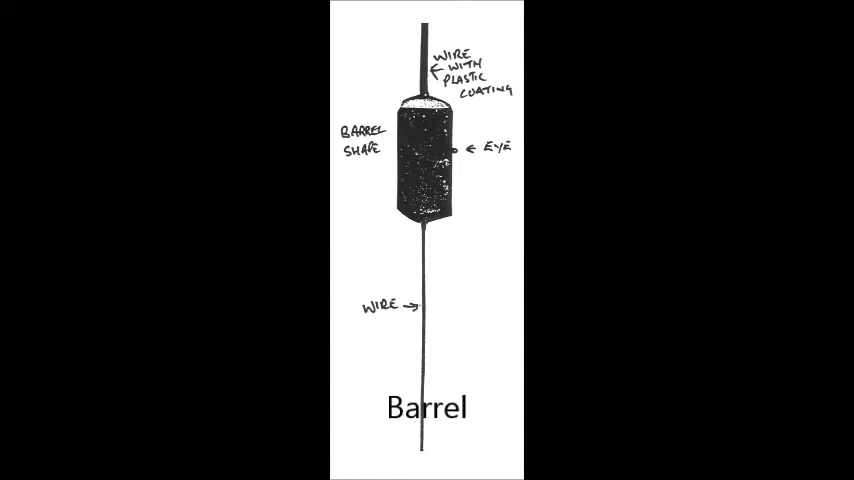 WIRE
WITH
PLASTIC
COATING
BARREL
SHAPE
EYE
WIRE
Barrel